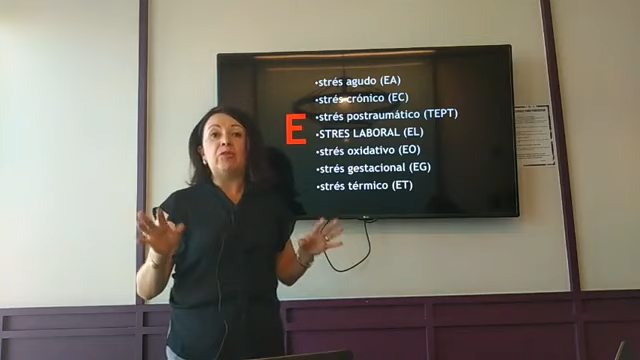 •strés agudo (EA)
•strés crónico (EC)
E •strés postraumático (TEPT)
•STRES LABORAL (EL)
•strés oxidativo (EO)
•strés gestacional (EG)
•strés térmico (ET)